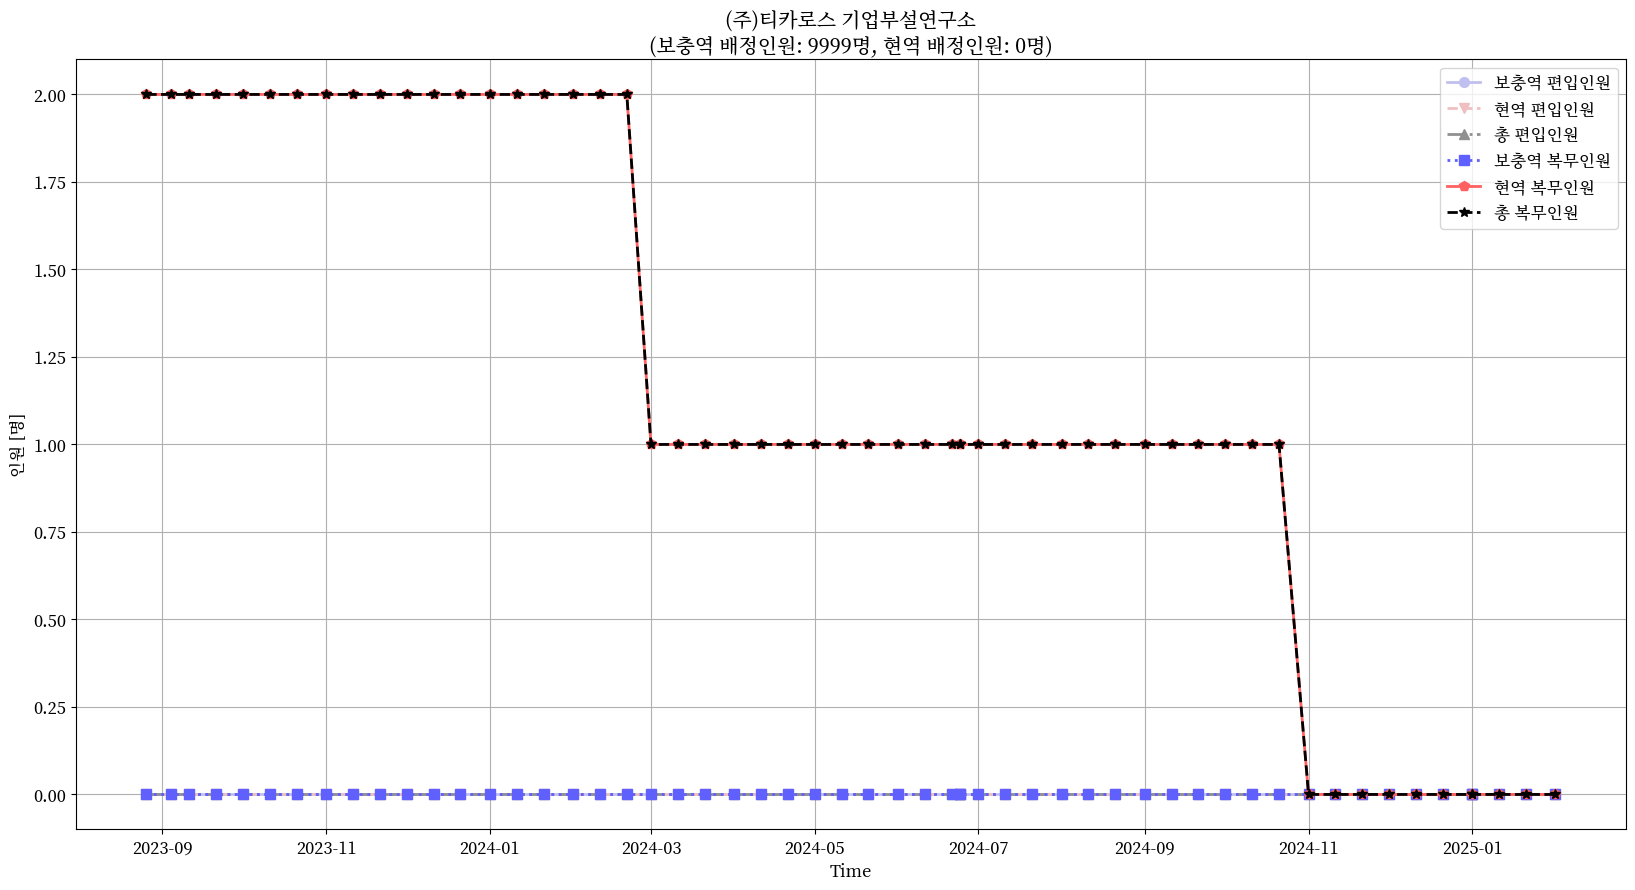 (주)티카로스 기업부설연구소
(보충역 배정인원: 9999명, 현역 배정인원: 0명)
보충역 편입인원
현역 편입인원
총 편입인원
보충역 복무인원
현역 복무인원
총 복무인원
인원 [명]
2.00
1.75
1.50
1.25
1.00
0.75
0.50
0.25
0.00
2023-09 2023-11 2024-01 2024-03 2024-05 2024-07 2024-09 2024-11 2025-01
Time